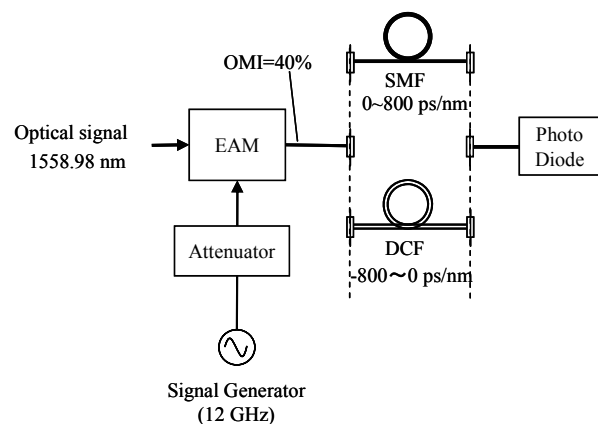 OMI=40%
SMF
0~800 ps/nm
Optical signal
1558.98 nm
EAM
Photo
Diode
Attenuator
DCF
-800～0 ps/nm
Signal Generator
(12 GHz)